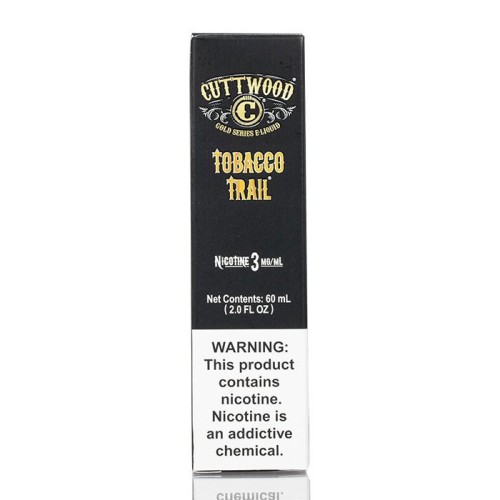 CUTTWOOD®
C
GOLD SERIES E-LIQUID
TOBACCO
TRAIL®
NICOTINE 3 MG/ML
Net Contents: 60 mL
( 2.0 FL OZ )
WARNING:
This product
contains
nicotine.
Nicotine is
an addictive
chemical.